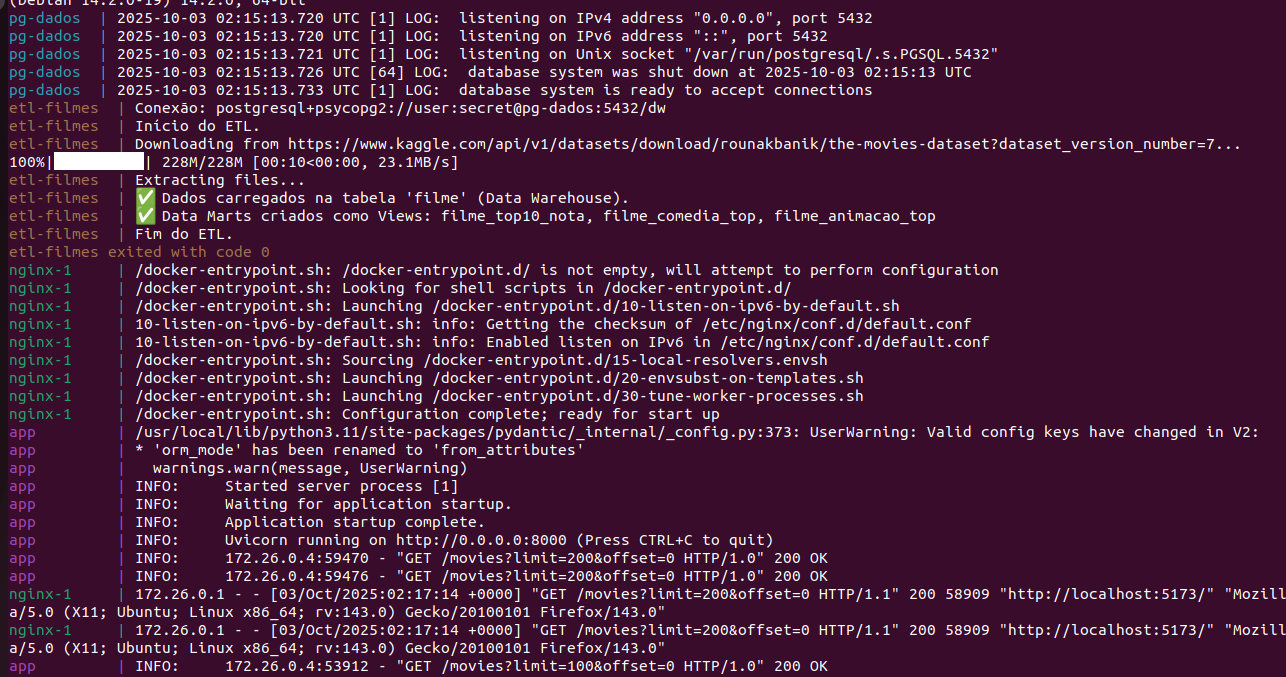 (Debian 14.2.0-19) 14.2.0, 64-bit
pg-dados  | 2025-10-03 02:15:13.720 UTC [1] LOG:  listening on IPv4 address "0.0.0.0", port 5432
pg-dados  | 2025-10-03 02:15:13.720 UTC [1] LOG:  listening on IPv6 address "::", port 5432
pg-dados  | 2025-10-03 02:15:13.721 UTC [1] LOG:  listening on Unix socket "/var/run/postgresql/.s.PGSQL.5432"
pg-dados  | 2025-10-03 02:15:13.726 UTC [64] LOG:  database system was shut down at 2025-10-03 02:15:13 UTC
pg-dados  | 2025-10-03 02:15:13.733 UTC [1] LOG:  database system is ready to accept connections
etl-filmes  | Conexão: postgresql+psycopg2://user:secret@pg-dados:5432/dw
etl-filmes  | Início do ETL.
etl-filmes  | Downloading from https://www.kaggle.com/api/v1/datasets/download/rounakbanik/the-movies-dataset?dataset_version_number=7...
100%|██████████| 228M/228M [00:10<00:00, 23.1MB/s]
etl-filmes  | Extracting files...
etl-filmes  | ✅ Dados carregados na tabela 'filme' (Data Warehouse).
etl-filmes  | ✅ Data Marts criados como Views: filme_top10_nota, filme_comedia_top, filme_animacao_top
etl-filmes  | Fim do ETL.
etl-filmes exited with code 0
nginx-1     | /docker-entrypoint.sh: /docker-entrypoint.d/ is not empty, will attempt to perform configuration
nginx-1     | /docker-entrypoint.sh: Looking for shell scripts in /docker-entrypoint.d/
nginx-1     | /docker-entrypoint.sh: Launching /docker-entrypoint.d/10-listen-on-ipv6-by-default.sh
nginx-1     | 10-listen-on-ipv6-by-default.sh: info: Getting the checksum of /etc/nginx/conf.d/default.conf
nginx-1     | 10-listen-on-ipv6-by-default.sh: info: Enabled listen on IPv6 in /etc/nginx/conf.d/default.conf
nginx-1     | /docker-entrypoint.sh: Sourcing /docker-entrypoint.d/15-local-resolvers.envsh
nginx-1     | /docker-entrypoint.sh: Launching /docker-entrypoint.d/20-envsubst-on-templates.sh
nginx-1     | /docker-entrypoint.sh: Launching /docker-entrypoint.d/30-tune-worker-processes.sh
nginx-1     | /docker-entrypoint.sh: Configuration complete; ready for start up
app         | /usr/local/lib/python3.11/site-packages/pydantic/_internal/_config.py:373: UserWarning: Valid config keys have changed in V2:
app         | * 'orm_mode' has been renamed to 'from_attributes'
app         |   warnings.warn(message, UserWarning)
app         | INFO:     Started server process [1]
app         | INFO:     Waiting for application startup.
app         | INFO:     Application startup complete.
app         | INFO:     Uvicorn running on http://0.0.0.0:8000 (Press CTRL+C to quit)
app         | INFO:     172.26.0.4:59470 - "GET /movies?limit=200&offset=0 HTTP/1.0" 200 OK
app         | INFO:     172.26.0.4:59476 - "GET /movies?limit=200&offset=0 HTTP/1.0" 200 OK
nginx-1     | 172.26.0.1 - - [03/Oct/2025:02:17:14 +0000] "GET /movies?limit=200&offset=0 HTTP/1.1" 200 58909 "http://localhost:5173/" "Mozill
a/5.0 (X11; Ubuntu; Linux x86_64; rv:143.0) Gecko/20100101 Firefox/143.0"
nginx-1     | 172.26.0.1 - - [03/Oct/2025:02:17:14 +0000] "GET /movies?limit=200&offset=0 HTTP/1.1" 200 58909 "http://localhost:5173/" "Mozill
a/5.0 (X11; Ubuntu; Linux x86_64; rv:143.0) Gecko/20100101 Firefox/143.0"
app         | INFO:     172.26.0.4:53912 - "GET /movies?limit=100&offset=0 HTTP/1.0" 200 OK